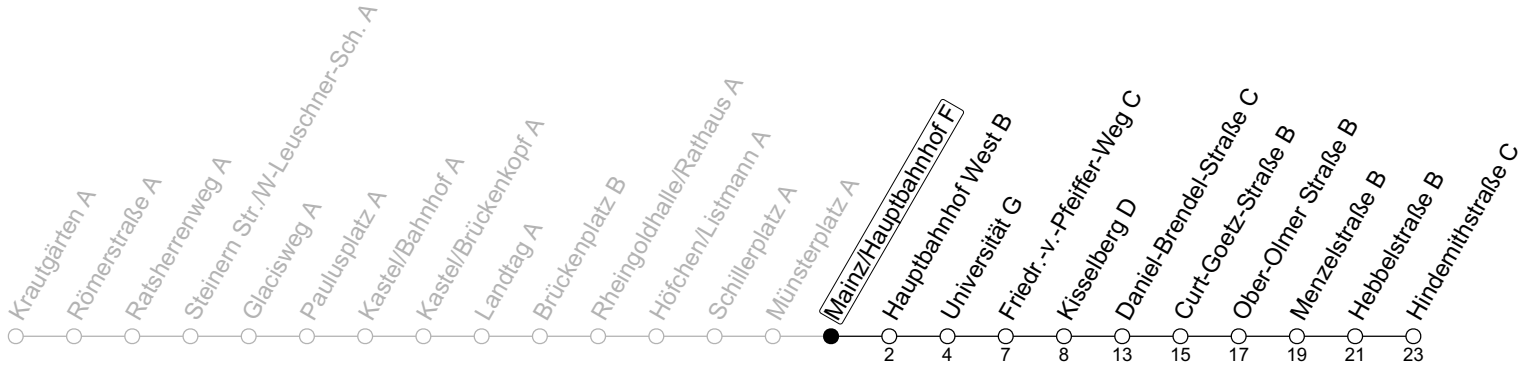 Krautgärten A
Römerstraße A
Ratsherrenweg A
Steinern Str./W-Leuschner-Sch. A
Glacisweg A
Paulusplatz A
Kastel/Bahnhof A
Kastel/Brückenkopf A
Landtag A
Brückenplatz B
Rheingoldhalle/Rathaus A
Höfchen/Listmann A
Schillerplatz A
Münsterplatz A
Mainz/Hauptbahnhof F
Hauptbahnhof West B
Universität G
Friedr.-v.-Pfeiffer-Weg C
Kisselberg D
Daniel-Brendel-Straße C
Curt-Goetz-Straße B
Ober-Olmer Straße B
Menzelstraße B
Hebbelstraße B
Hindemithstraße C
2 4 7 8 13 15 17 19 21 23